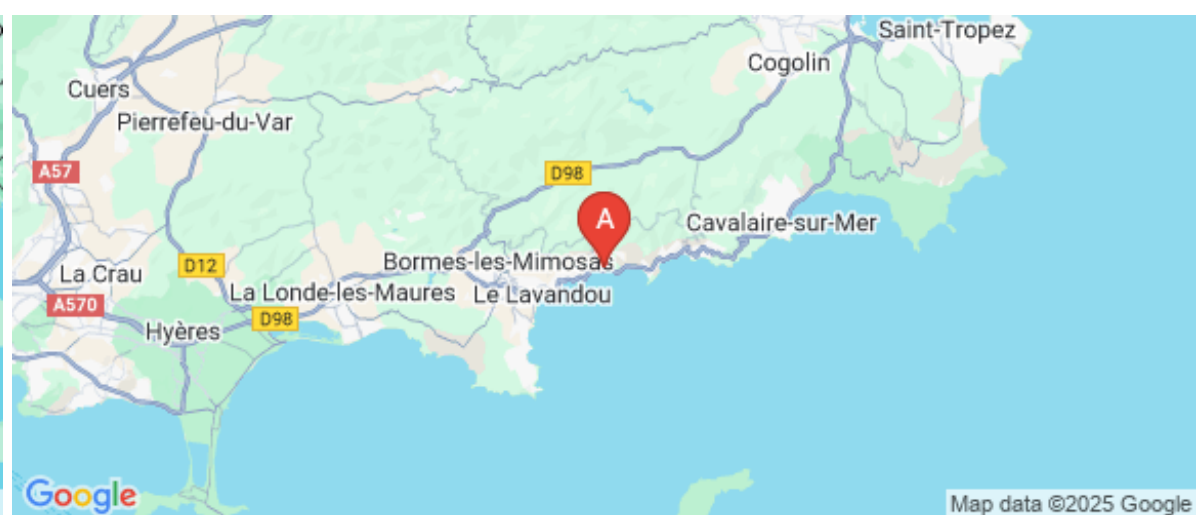 Saint-Tropez
Cogolin
Cuers
Pierrefeu-du-Var
A57
D98
A
Cavalaire-sur-Mer
Bormes-les-Mimosas
La Crau
D12
La Londe-les-Maures
Le Lavandou
A570
D98
Hyères
Google
Map data ©2025 Google